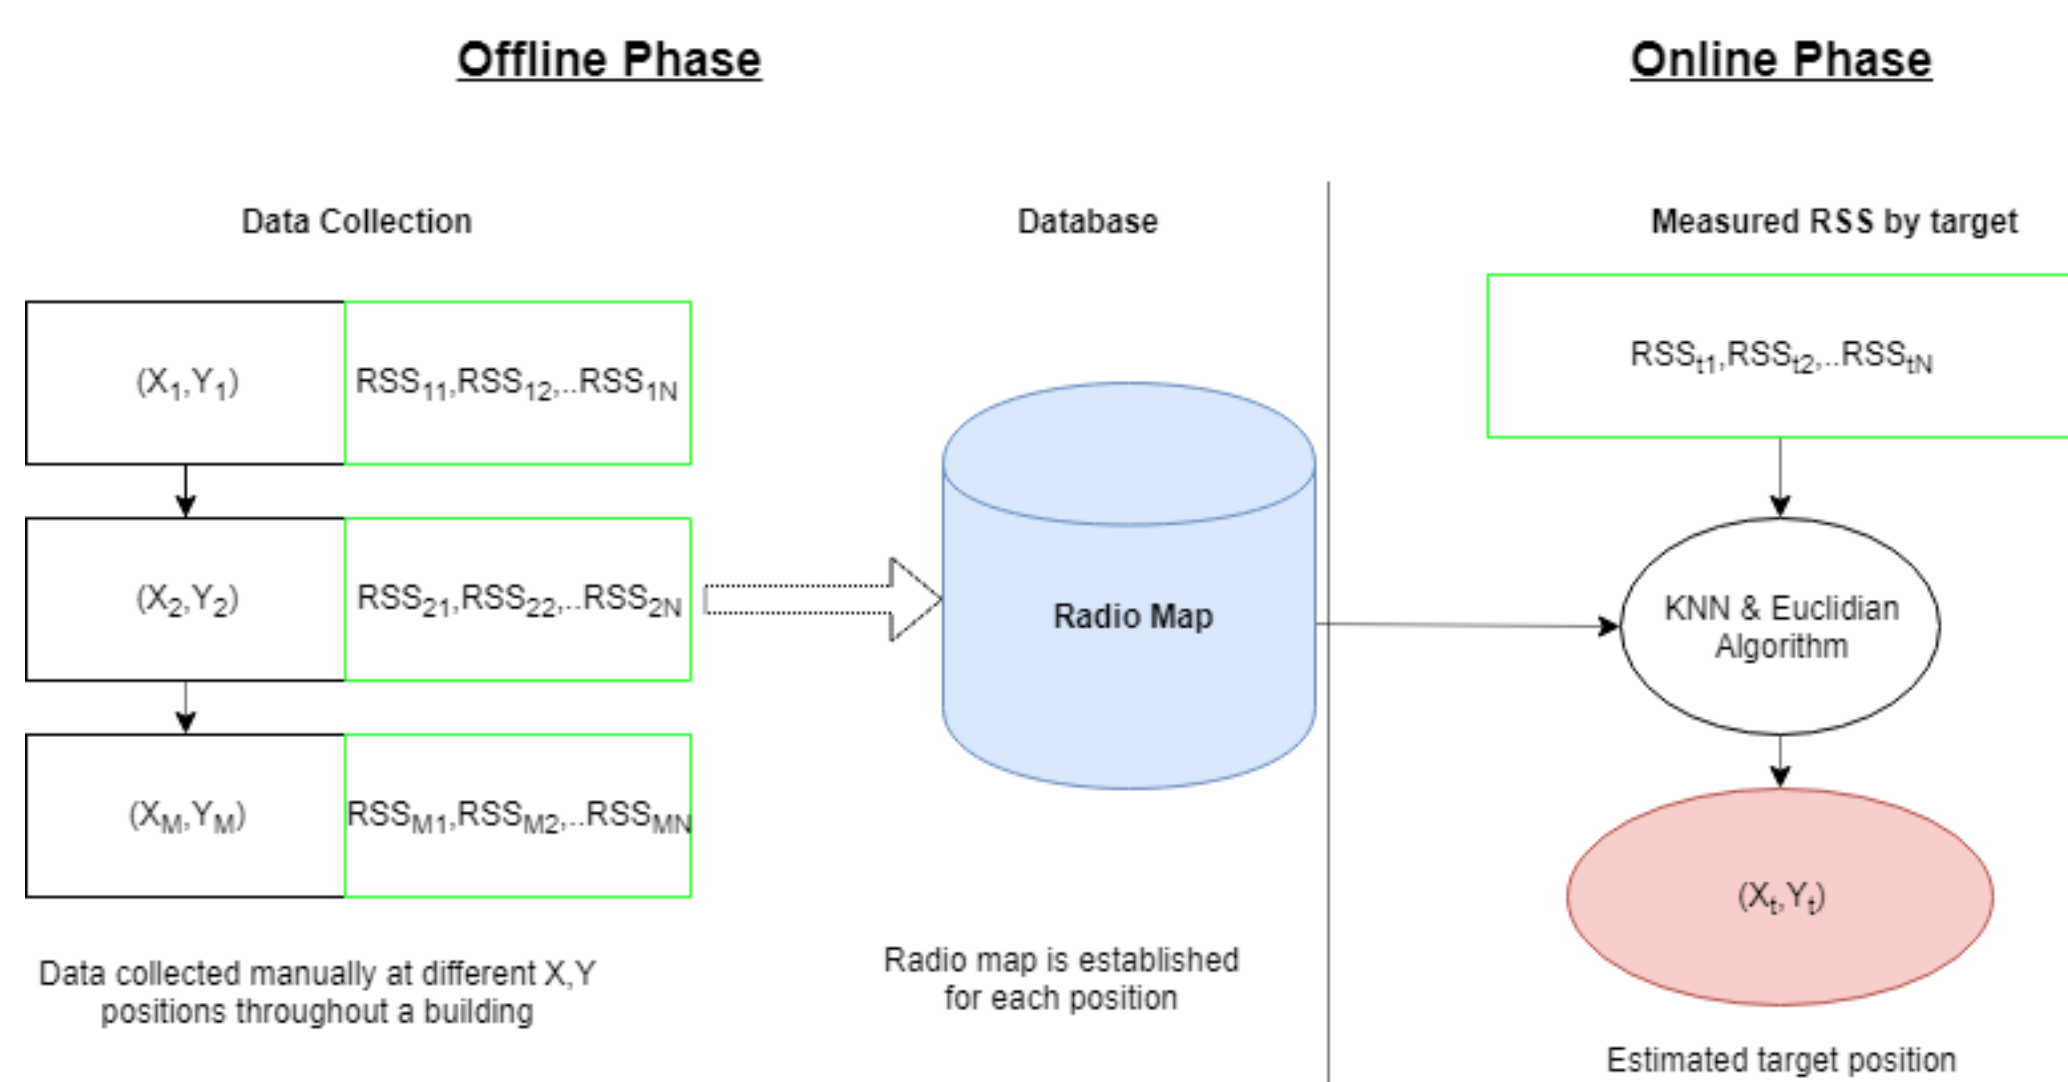 Offline Phase
Online Phase
Data Collection
Database
Measured RSS by target
(X₁,Y₁)
RSS₁₁,RSS₁₂,..RSS₁N
RSSt1,RSSt2,..RSStN
(X₂,Y₂)
RSS₂₁,RSS₂₂,..RSS₂N
Radio Map
KNN & Euclidian
Algorithm
(XM,YM)
RSSM1,RSSM2,..RSSMN
(Xt,Yt)
Data collected manually at different X,Y
positions throughout a building
Radio map is established
for each position
Estimated target position